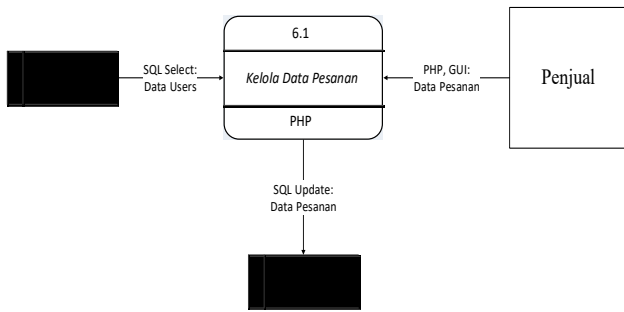 6.1
SQL Select:
Data Users
Kelola Data Pesanan
PHP, GUI:
Data Pesanan
Penjual
PHP
SQL Update:
Data Pesanan